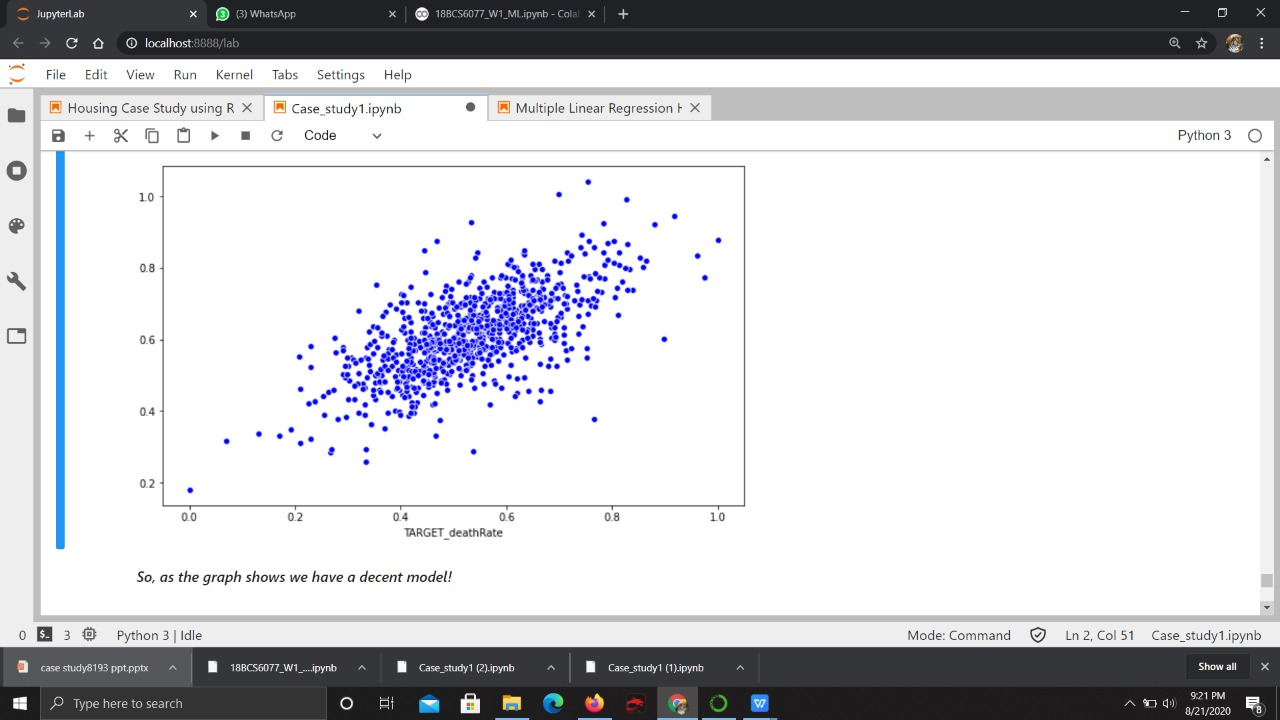 JupyterLab
(3) WhatsApp
18BCS6077_W1_ML.ipynb - Cola
localhost:8888/lab
File Edit View Run Kernel Tabs Settings Help
Housing Case Study using R
Case_study1.ipynb
Multiple Linear Regression H
Code
Python 3
1.0
0.8
0.6
0.4
0.2
0.0 0.2 0.4 0.6 0.8 1.0
TARGET_deathRate
So, as the graph shows we have a decent model!
0 3 Python 3 | Idle
Mode: Command Ln 2, Col 51 Case_study1.ipynb
case study8193 ppt.pptx
18BCS6077_W1_....ipynb
Case_study1 (2).ipynb
Case_study1 (1).ipynb
Show all
Type here to search
9:21 PM
8/21/2020
8